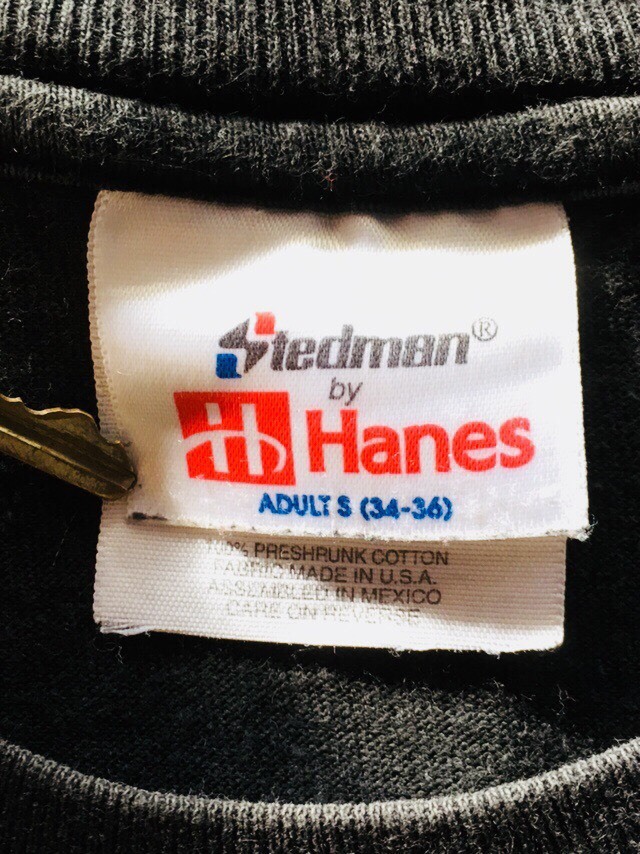 Stedman®
by
Hanes
ADULT S (34-36)
100% PRESHRUNK COTTON
FABRIC MADE IN U.S.A.
ASSEMBLED IN MEXICO
CARE ON REVERSE